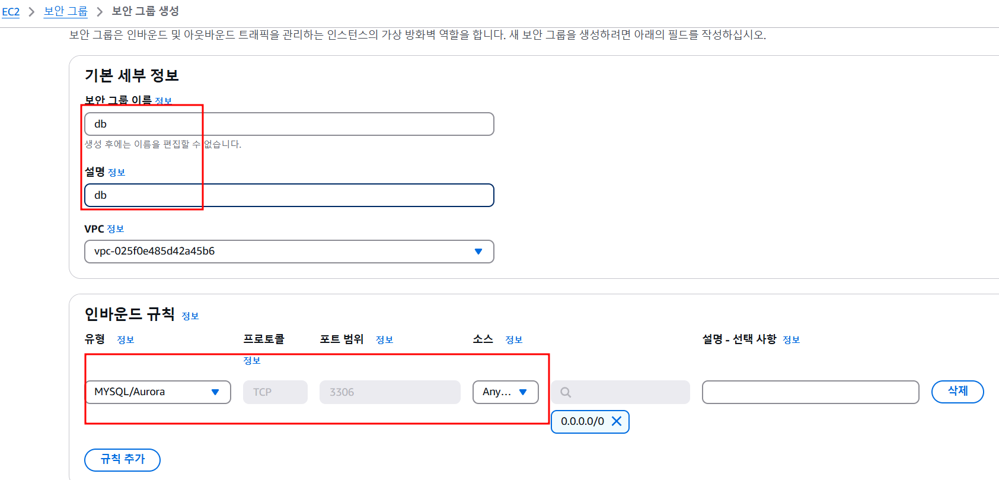 EC2 > 보안 그룹 > 보안 그룹 생성
보안 그룹은 인바운드 및 아웃바운드 트래픽을 관리하는 인스턴스의 가상 방화벽 역할을 합니다. 새 보안 그룹을 생성하려면 아래의 필드를 작성하십시오.
기본 세부 정보
보안 그룹 이름 정보
db
생성 후에는 이름을 편집할 수 없습니다.
설명 정보
db
VPC 정보
vpc-025f0e485d42a45b6
인바운드 규칙 정보
유형 정보 프로토콜 포트 범위 정보 소스 정보 설명 - 선택 사항 정보
정보
MYSQL/Aurora TCP 3306 Any... 삭제
0.0.0.0/0
규칙 추가